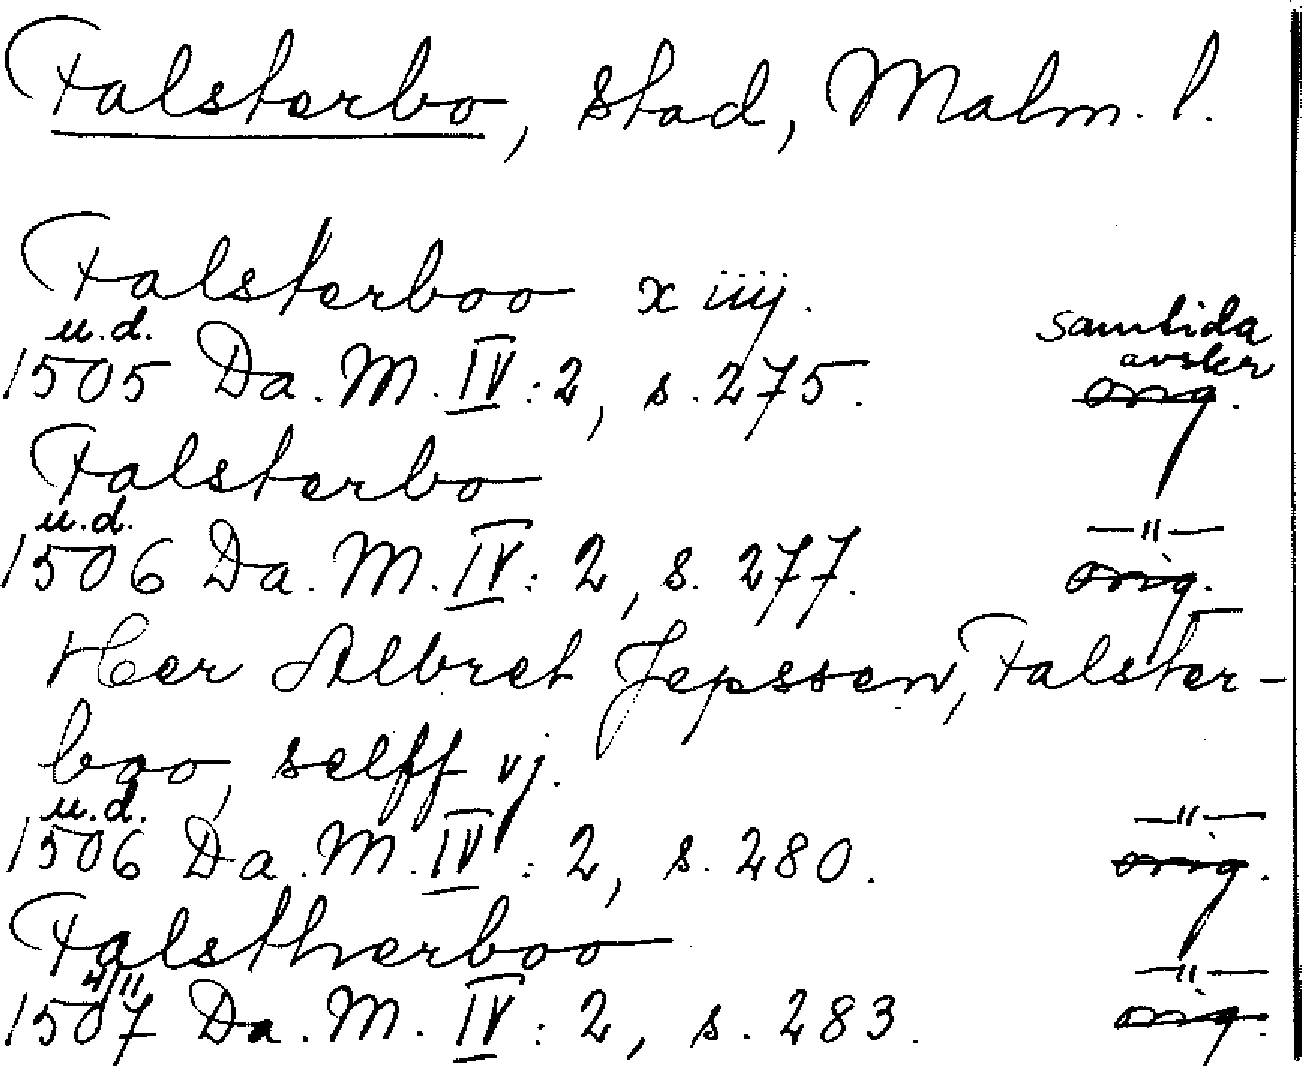 Falsterbo, stad, Malm. l.
Falsterboo x iiij.
u.d. samtida avskr
1505 Da. M. IV: 2, s. 275. orig.
Falsterbo
u.d. —"—
1506 Da. M. IV: 2, s. 277. orig.
Her Albret Jepssen, Falster-
boo, selff vj.
u.d. —"—
1506 Da. M. IV: 2, s. 280. orig.
Falstherboo
4/11 —"—
1507 Da. M. IV: 2, s. 283. orig.